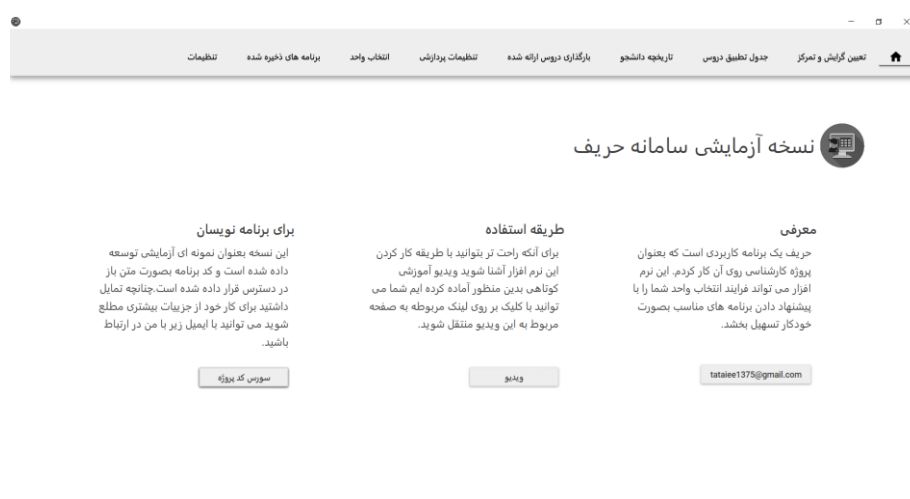 تعیین گرایش و تمرکز
جدول تطبیق دروس
تاریخچه دانشجو
بارگذاری دروس ارائه شده
تنظیمات پردازش
انتخاب واحد
برنامه های ذخیره شده
تنظیمات
نسخه آزمایشی سامانه حریف
معرفی
حریف یک برنامه کاربردی است که بعنوان
پروژه کارشناسی روی آن کار کردم. این نرم
افزار می تواند فرایند انتخاب واحد شما را با
پیشنهاد دادن برنامه های مناسب بصورت
خودکار تسهیل بخشد.
tataiee1375@gmail.com
طریقه استفاده
برای آنکه راحت تر بتوانید با طریقه کار کردن
این نرم افزار آشنا شوید ویدیو آموزشی
کوتاهی بدین منظور آماده کرده ایم شما می
توانید با کلیک بر روی لینک مربوطه به صفحه
مربوط به این ویدیو منتقل شوید.
ویدیو
برای برنامه نویسان
این نسخه بعنوان نمونه ای آزمایشی توسعه
داده شده است و کد برنامه بصورت متن باز
در دسترس قرار داده شده است.چنانچه تمایل
داشتید برای کار خود از جزییات بیشتری مطلع
شوید می توانید با ایمیل زیر با من در ارتباط
باشید.
سورس کد پروژه